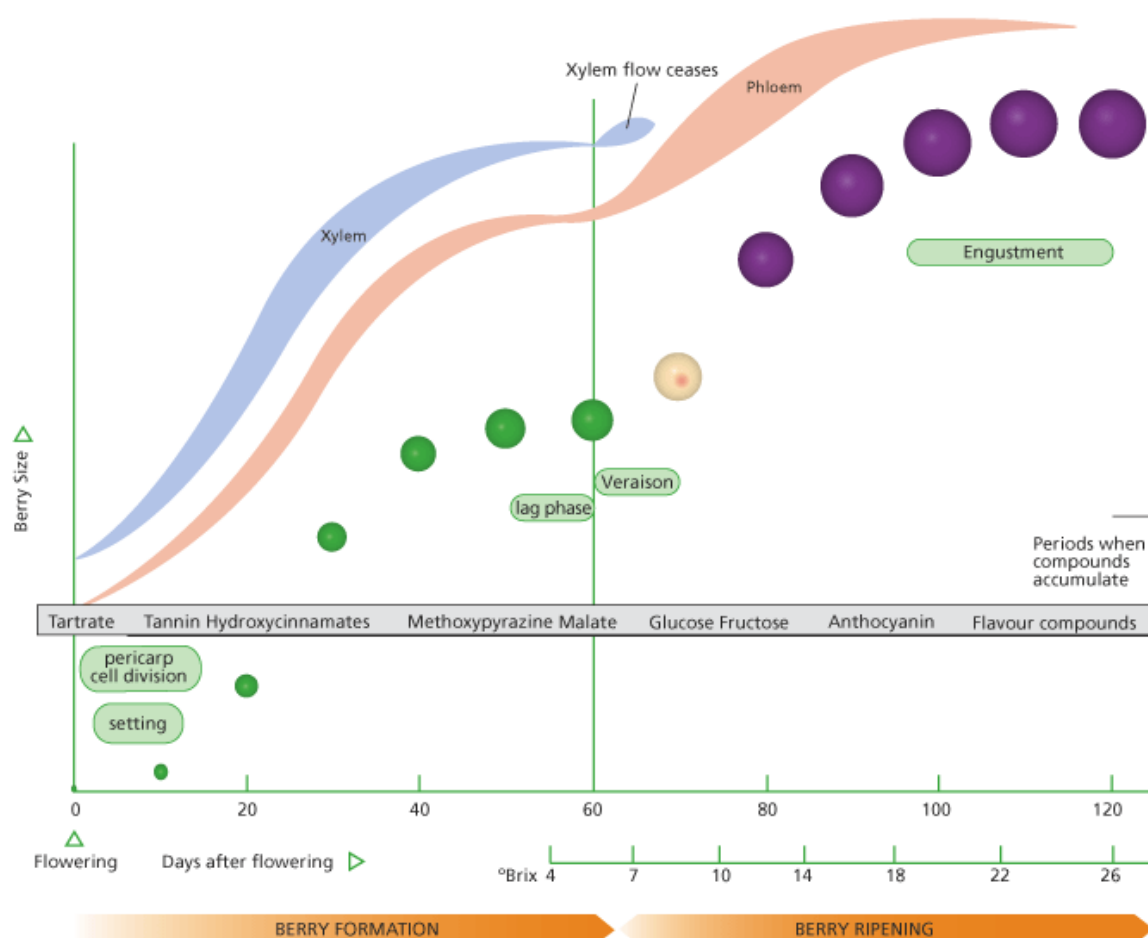 Xylem flow ceases
Phloem
Xylem
Engustment
Berry Size
Veraison
lag phase
Periods when
compounds
accumulate
Tartrate Tannin Hydroxycinnamates Methoxypyrazine Malate Glucose Fructose Anthocyanin Flavour compounds
pericarp
cell division
setting
0 20 40 60 80 100 120
Flowering Days after flowering
ºBrix 4 7 10 14 18 22 26
BERRY FORMATION BERRY RIPENING